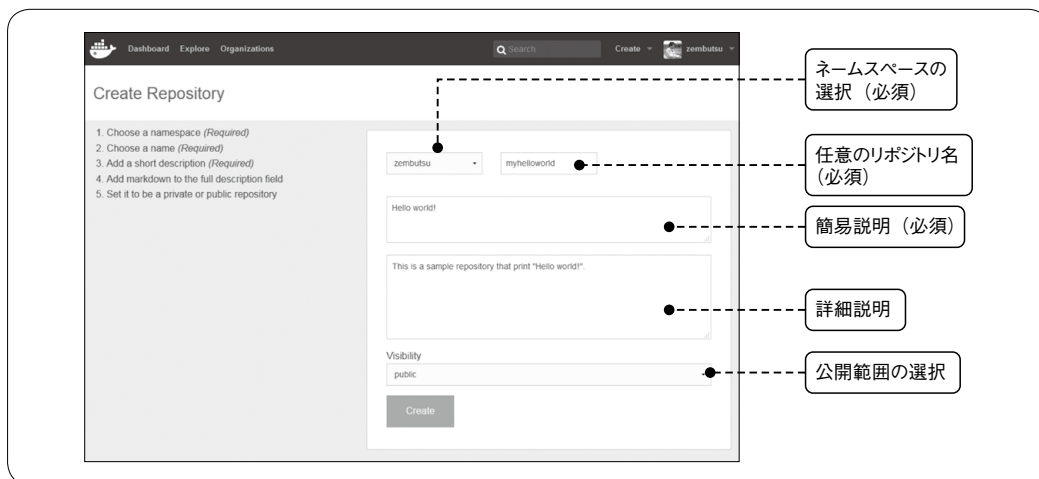 Dashboard Explore Organizations Search Create zembutsu
Create Repository
1. Choose a namespace (Required)
2. Choose a name (Required)
3. Add a short description (Required)
4. Add markdown to the full description field
5. Set it to be a private or public repository
zembutsu myhelloworld
Hello world!
This is a sample repository that print "Hello world!".
Visibility
public
Create
ネームスペースの
選択（必須）
任意のリポジトリ名
（必須）
簡易説明（必須）
詳細説明
公開範囲の選択